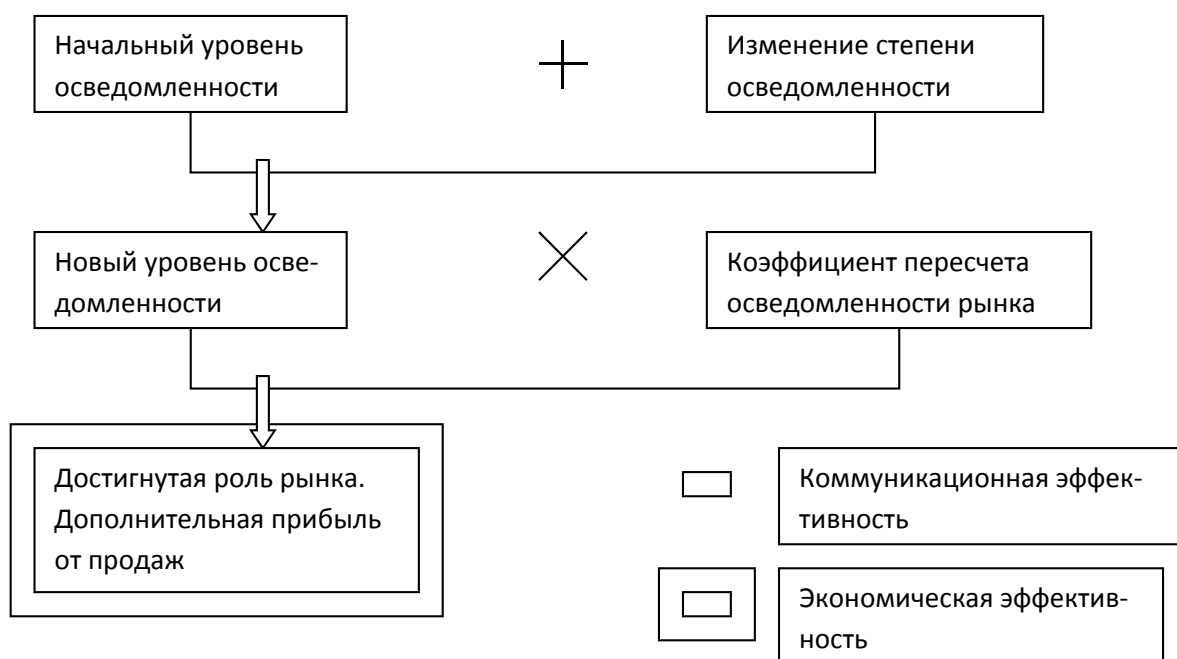 Начальный уровень
осведомленности
Изменение степени
осведомленности
Новый уровень осве-
домленности
Коэффициент пересчета
осведомленности рынка
Достигнутая роль рынка.
Дополнительная прибыль
от продаж
Коммуникационная эффек-
тивность
Экономическая эффектив-
ность